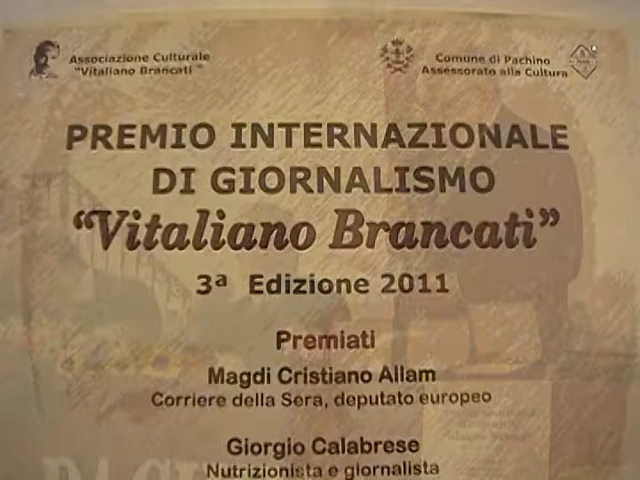 Associazione Culturale
"Vitaliano Brancati"
Comune di Pachino
Assessorato alla Cultura
PREMIO INTERNAZIONALE
DI GIORNALISMO
"Vitaliano Brancati"
3ª Edizione 2011
Premiati
Magdi Cristiano Allam
Corriere della Sera, deputato europeo
Giorgio Calabrese
Nutrizionista e giornalista